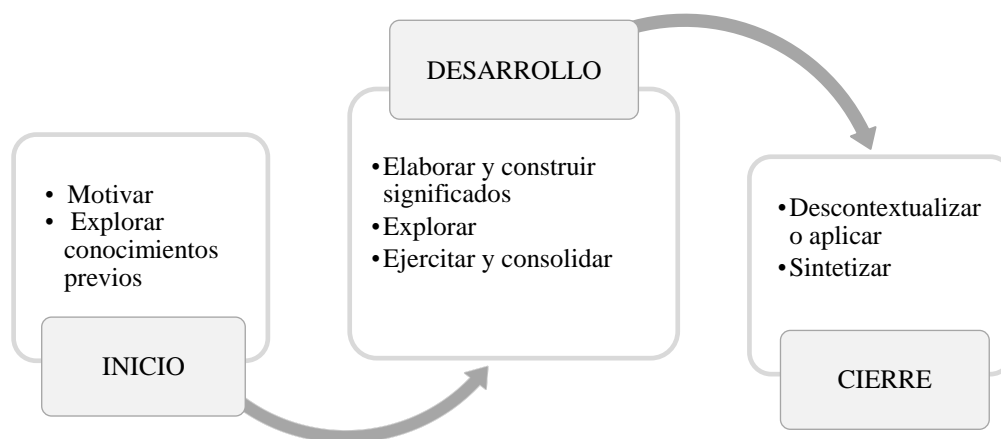 • Motivar
• Explorar
conocimientos
previos
INICIO
DESARROLLO
•Elaborar y construir
significados
•Explorar
•Ejercitar y consolidar
•Descontextualizar
o aplicar
•Sintetizar
CIERRE